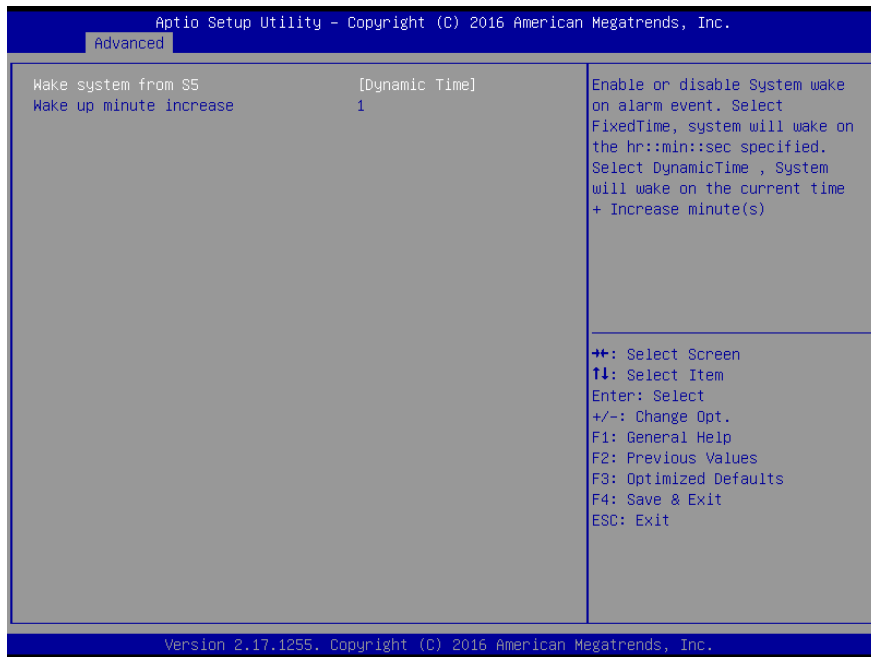 Aptio Setup Utility – Copyright (C) 2016 American Megatrends, Inc.
Advanced
Wake system from S5 [Dynamic Time]
Wake up minute increase 1
Enable or disable System wake
on alarm event. Select
FixedTime, system will wake on
the hr::min::sec specified.
Select DynamicTime , System
will wake on the current time
+ Increase minute(s)
→←: Select Screen
↑↓: Select Item
Enter: Select
+/-: Change Opt.
F1: General Help
F2: Previous Values
F3: Optimized Defaults
F4: Save & Exit
ESC: Exit
Version 2.17.1255. Copyright (C) 2016 American Megatrends, Inc.